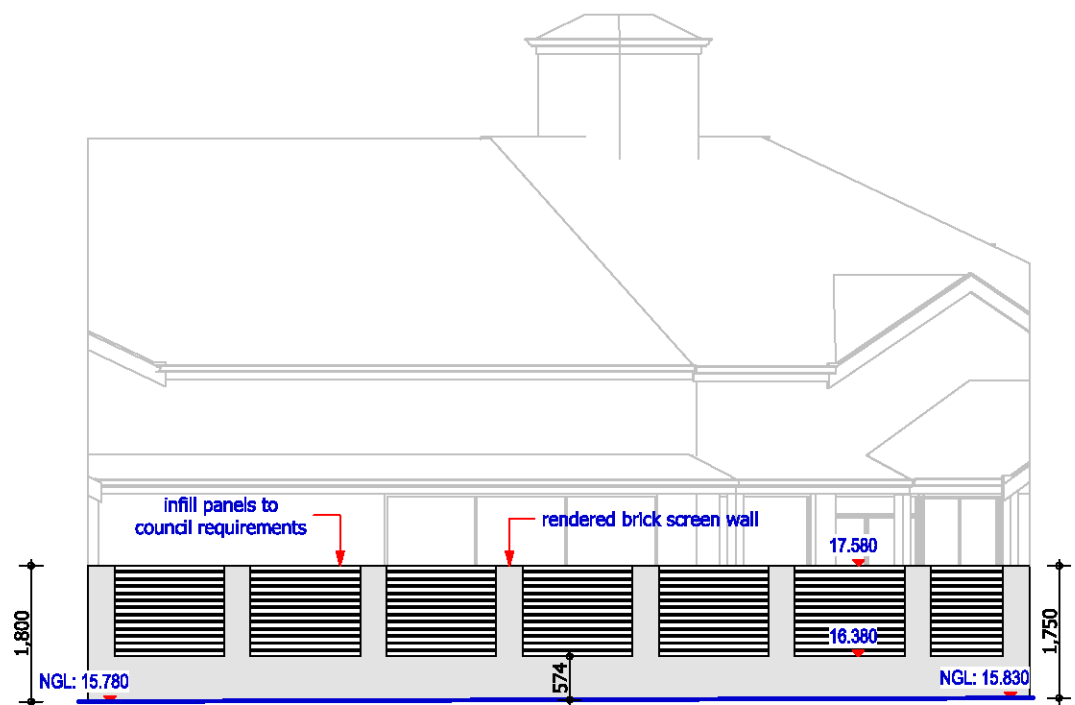 infill panels to
council requirements
rendered brick screen wall
17.580
1,800
1,750
16.380
574
NGL: 15.780
NGL: 15.830